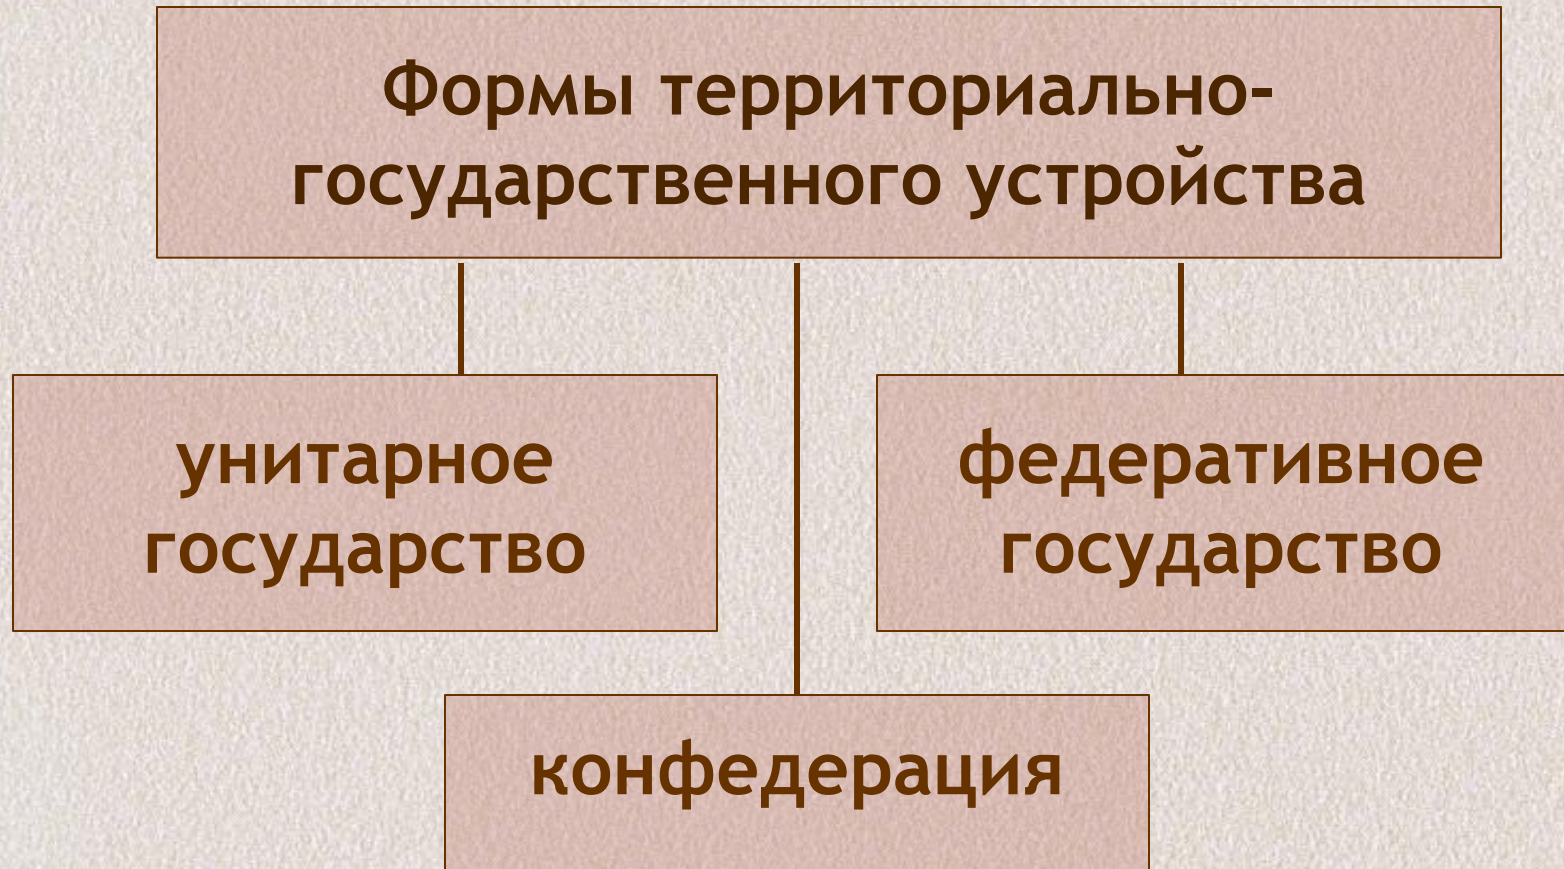 Формы территориально-
государственного устройства
унитарное
государство
федеративное
государство
конфедерация